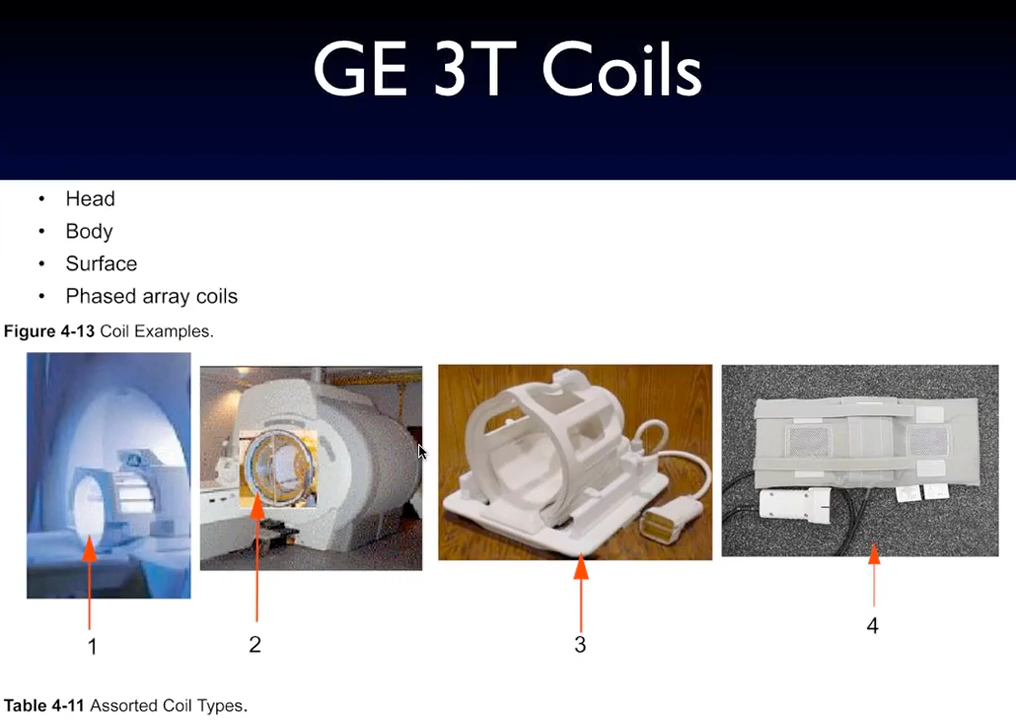 GE 3T Coils
• Head
• Body
• Surface
• Phased array coils
Figure 4-13 Coil Examples.
1
2
3
4
Table 4-11 Assorted Coil Types.